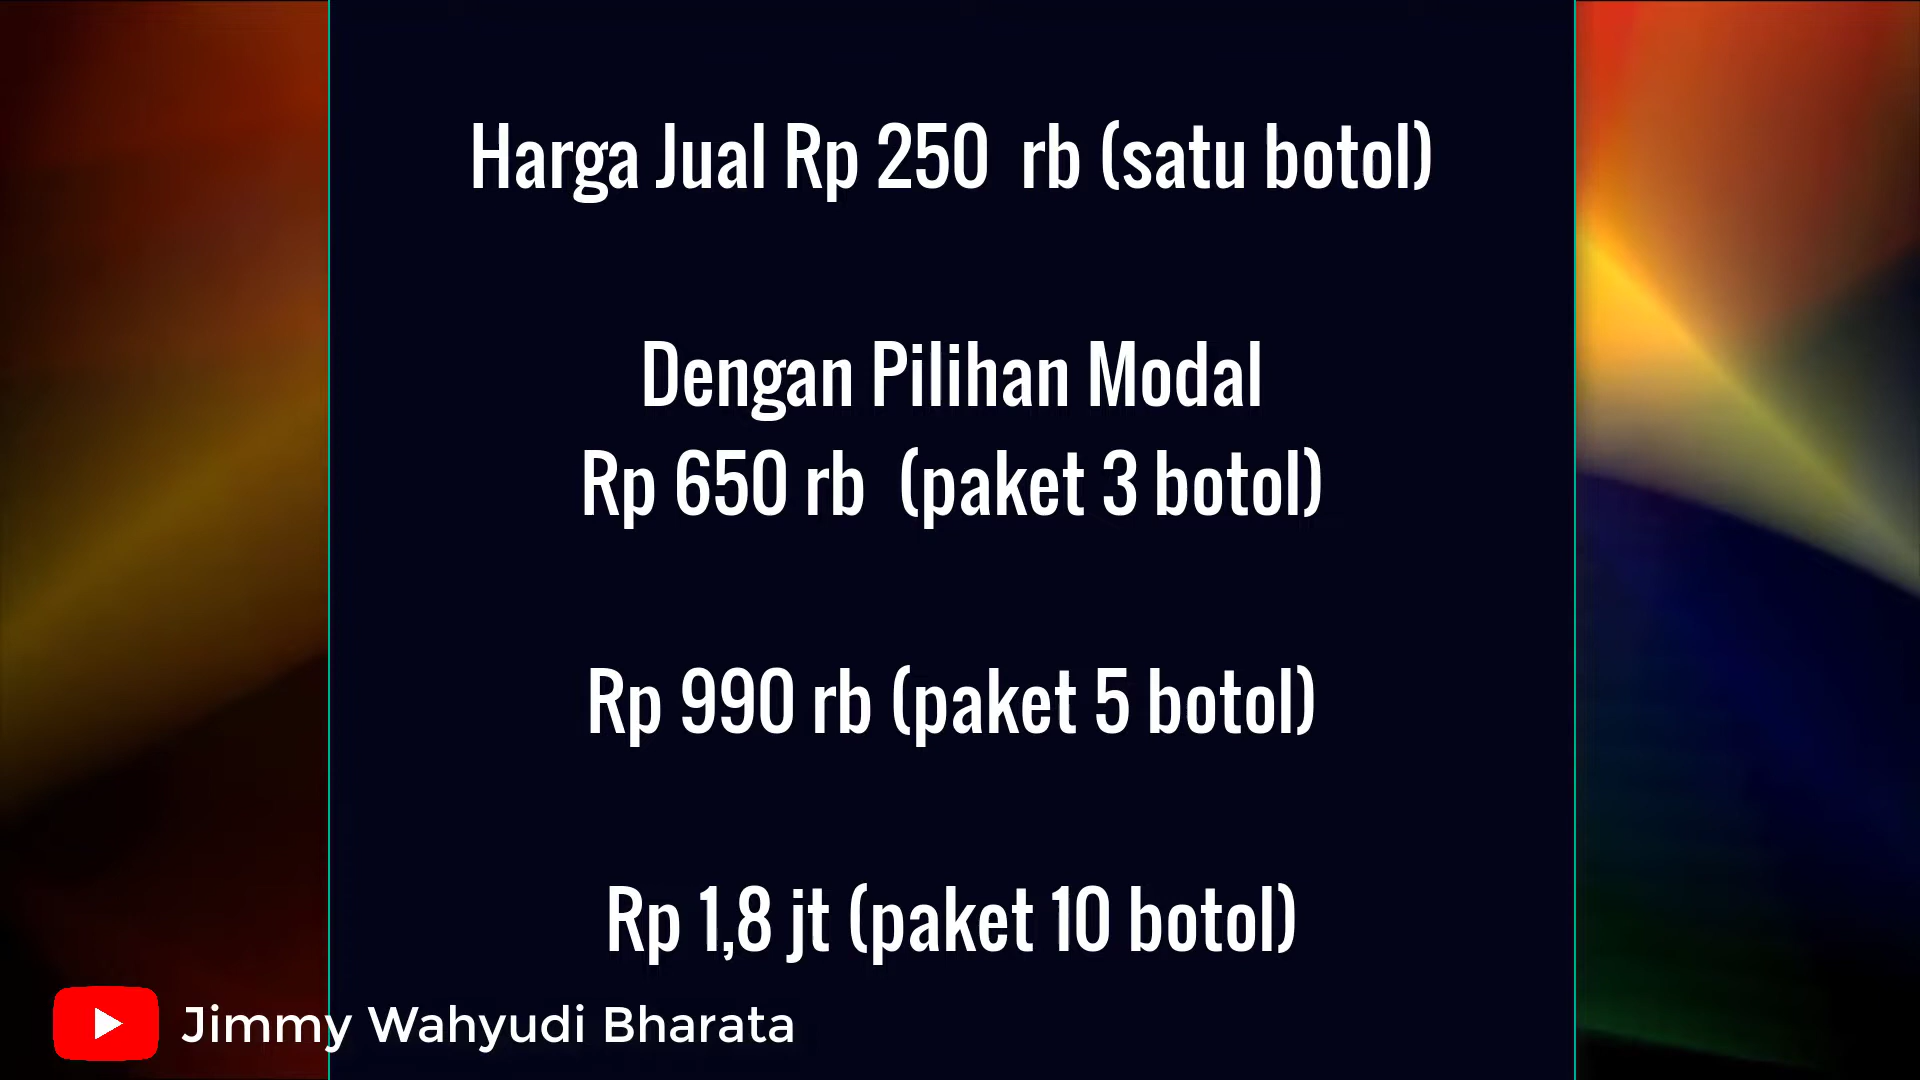 Harga Jual Rp 250 rb (satu botol)
Dengan Pilihan Modal
Rp 650 rb (paket 3 botol)
Rp 990 rb (paket 5 botol)
Rp 1,8 jt (paket 10 botol)
Jimmy Wahyudi Bharata